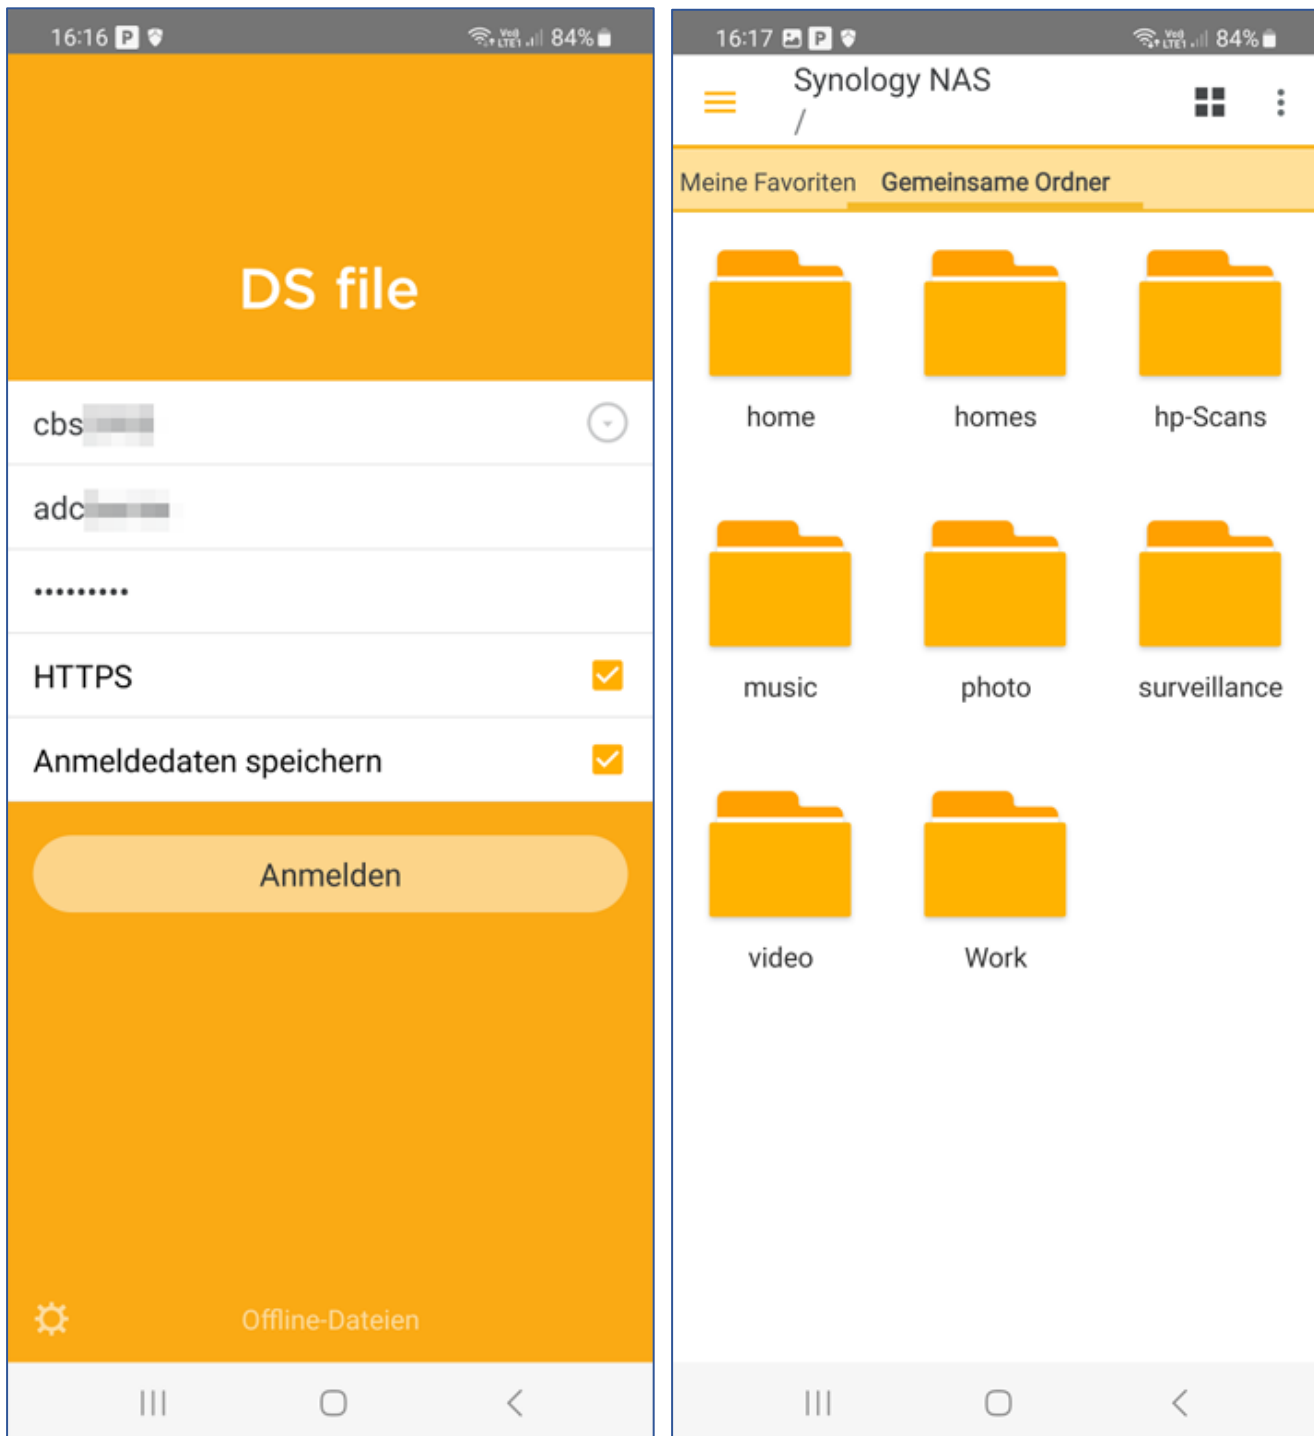 16:16 P 84%
DS file
cbs
adc
•••••••••
HTTPS
Anmeldedaten speichern
Anmelden
Offline-Dateien
16:17 P 84%
Synology NAS
/
Meine Favoriten Gemeinsame Ordner
home homes hp-Scans
music photo surveillance
video Work